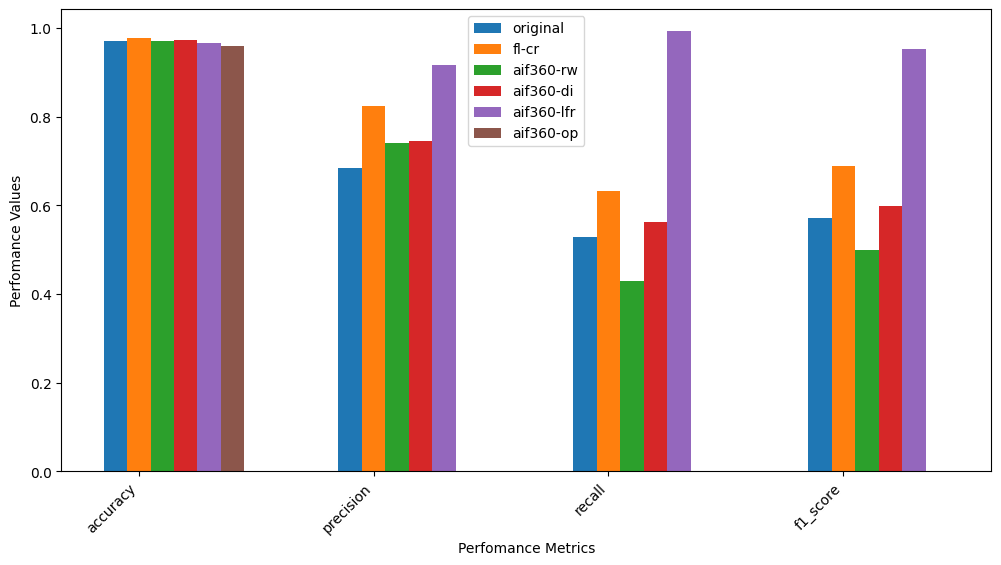 1.0
0.8
0.6
0.4
0.2
0.0
Perfomance Values
original
fl-cr
aif360-rw
aif360-di
aif360-lfr
aif360-op
accuracy
precision
recall
f1_score
Perfomance Metrics